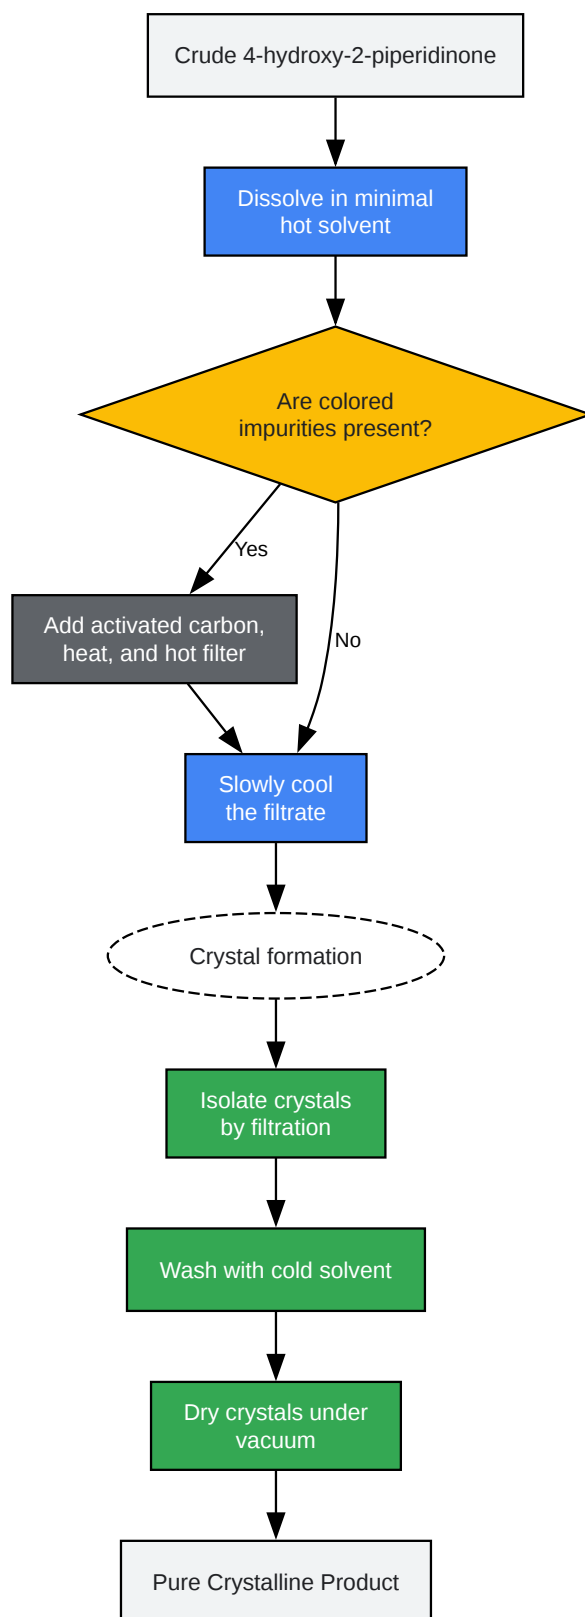 Crude 4-hydroxy-2-piperidinone
Dissolve in minimal
hot solvent
Are colored
impurities present?
Yes
Add activated carbon,
heat, and hot filter
No
Slowly cool
the filtrate
Crystal formation
Isolate crystals
by filtration
Wash with cold solvent
Dry crystals under
vacuum
Pure Crystalline Product